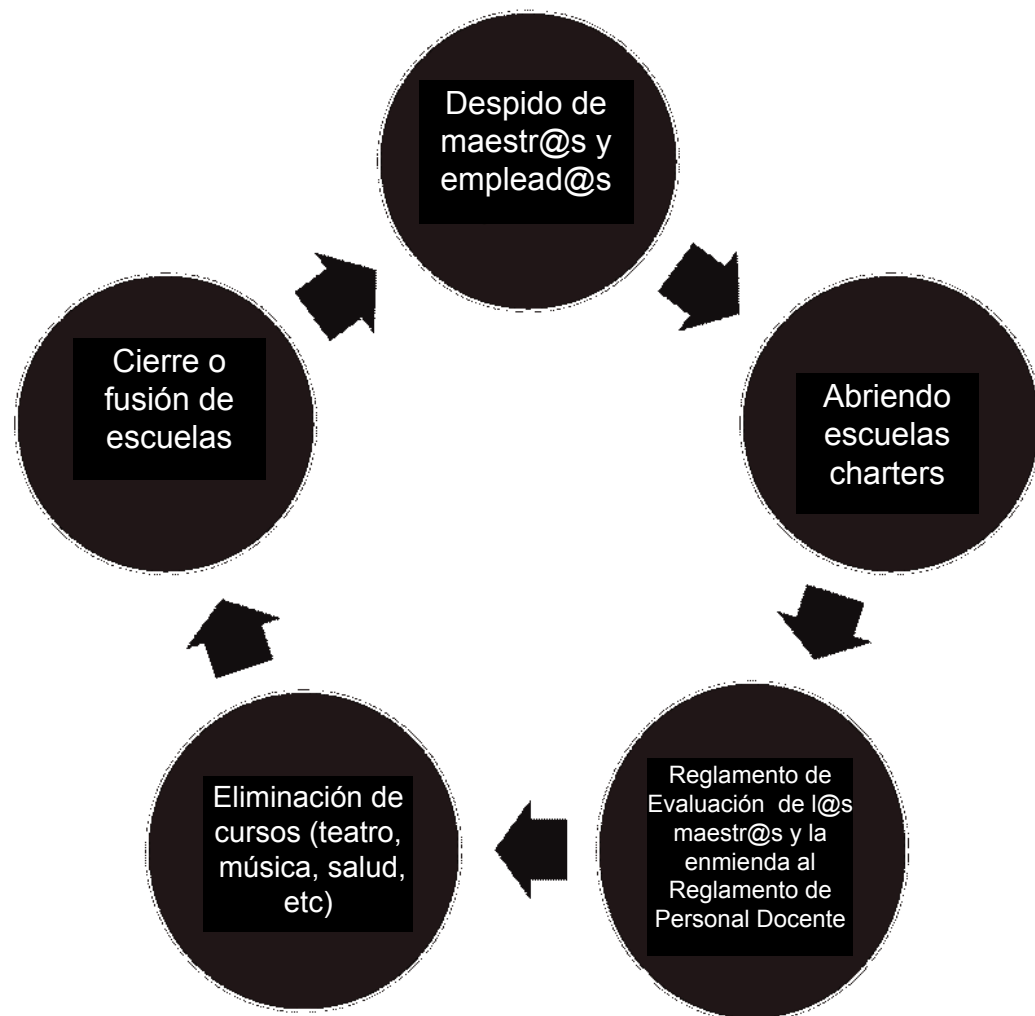 Despido de
maestr@s y
emplead@s
Abriendo
escuelas
charters
Reglamento de
Evaluación de l@s
maestr@s y la
enmienda al
Reglamento de
Personal Docente
Eliminación de
cursos (teatro,
música, salud,
etc)
Cierre o
fusión de
escuelas